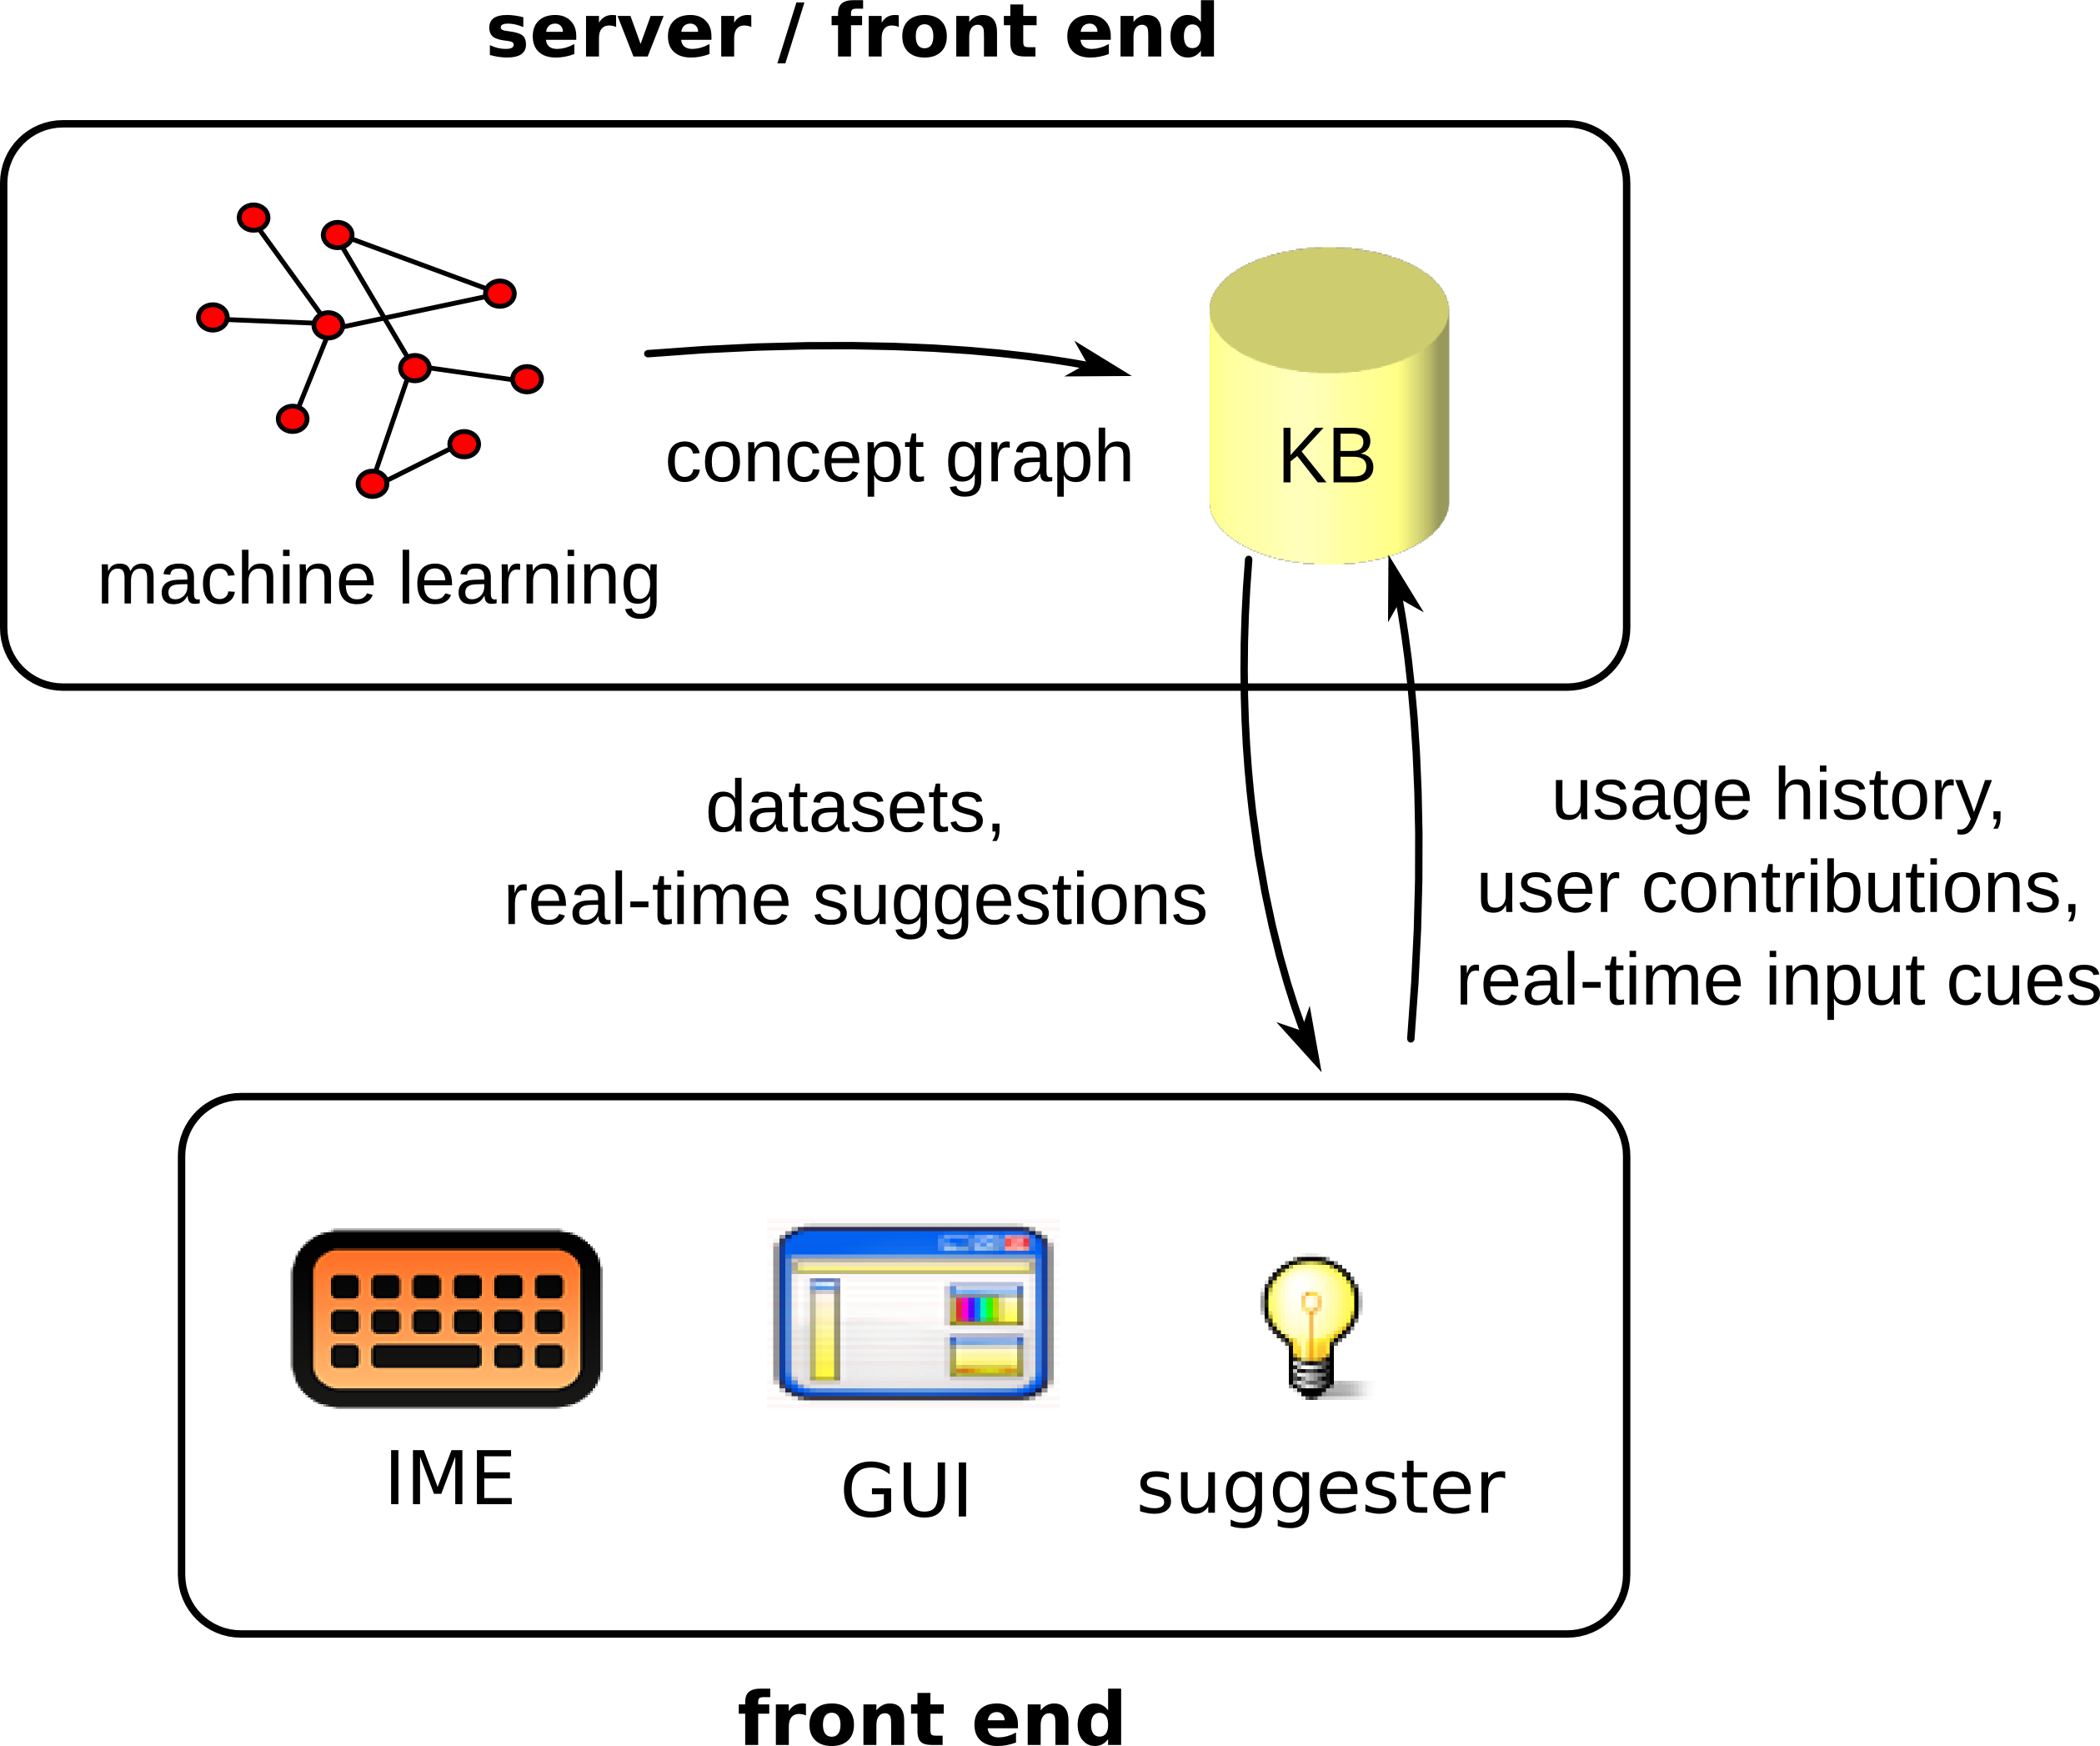 server / front end
concept graph
KB
machine learning
datasets,
real-time suggestions
usage history,
user contributions,
real-time input cues
IME
GUI
suggester
front end